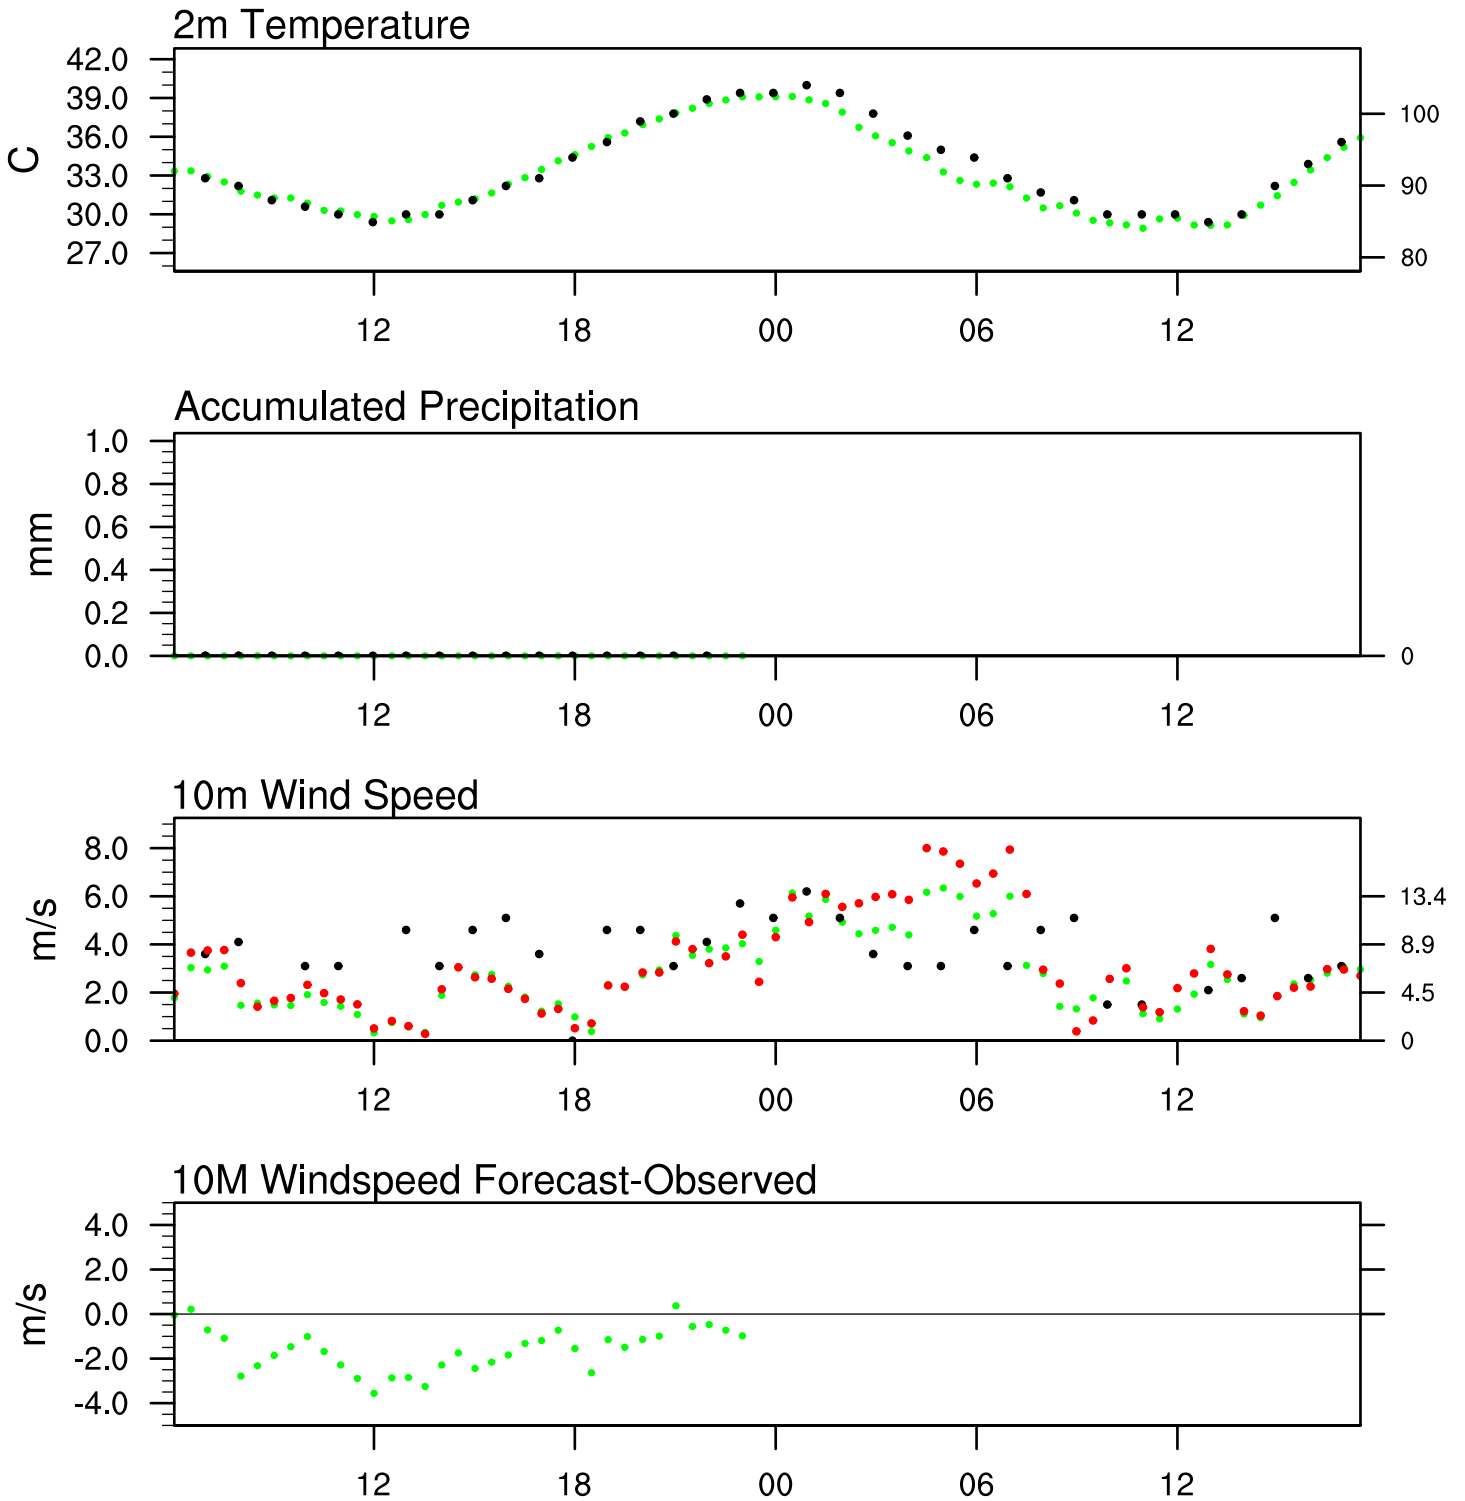 2m Temperature
42.0
39.0
36.0
33.0
30.0
27.0
C
100
90
80
12 18 00 06 12
Accumulated Precipitation
1.0
0.8
0.6
0.4
0.2
0.0
mm
0
12 18 00 06 12
10m Wind Speed
8.0
6.0
4.0
2.0
0.0
m/s
13.4
8.9
4.5
0
12 18 00 06 12
10M Windspeed Forecast-Observed
4.0
2.0
0.0
-2.0
-4.0
m/s
12 18 00 06 12